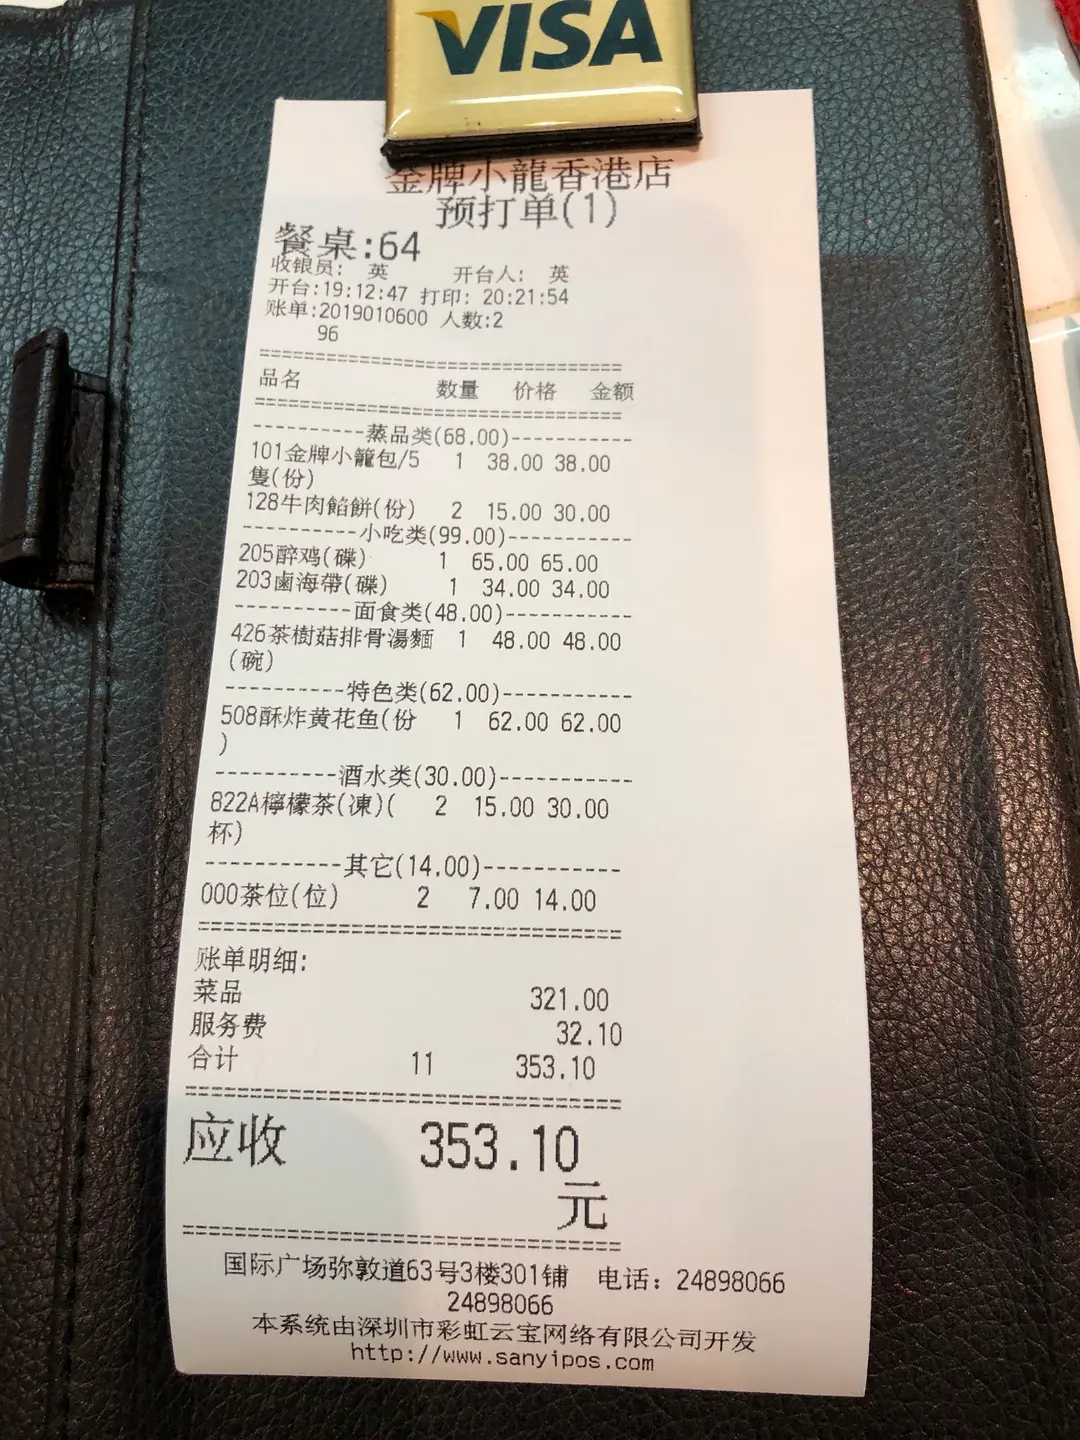 VISA
金牌小龍香港店
预打单(1)
餐桌:64
收银员: 英 开台人: 英
开台:19:12:47 打印: 20:21:54
账单:2019010600 人数:2
96
品名 数量 价格 金额
----------蒸品类(68.00)-----------
101金牌小籠包/5 1 38.00 38.00
隻(份)
128牛肉餡餅(份) 2 15.00 30.00
----------小吃类(99.00)-----------
205醉鸡(碟) 1 65.00 65.00
203鹵海帶(碟) 1 34.00 34.00
----------面食类(48.00)-----------
426茶樹菇排骨湯麵 1 48.00 48.00
(碗)
----------特色类(62.00)-----------
508酥炸黄花鱼(份 1 62.00 62.00
)
----------酒水类(30.00)-----------
822A檸檬茶(凍)( 2 15.00 30.00
杯)
-----------其它(14.00)------------
000茶位(位) 2 7.00 14.00
账单明细:
菜品 321.00
服务费 32.10
合计 11 353.10
应收 353.10
元
国际广场弥敦道63号3楼301铺 电话: 24898066
24898066
本系统由深圳市彩虹云宝网络有限公司开发
http://www.sanyipos.com